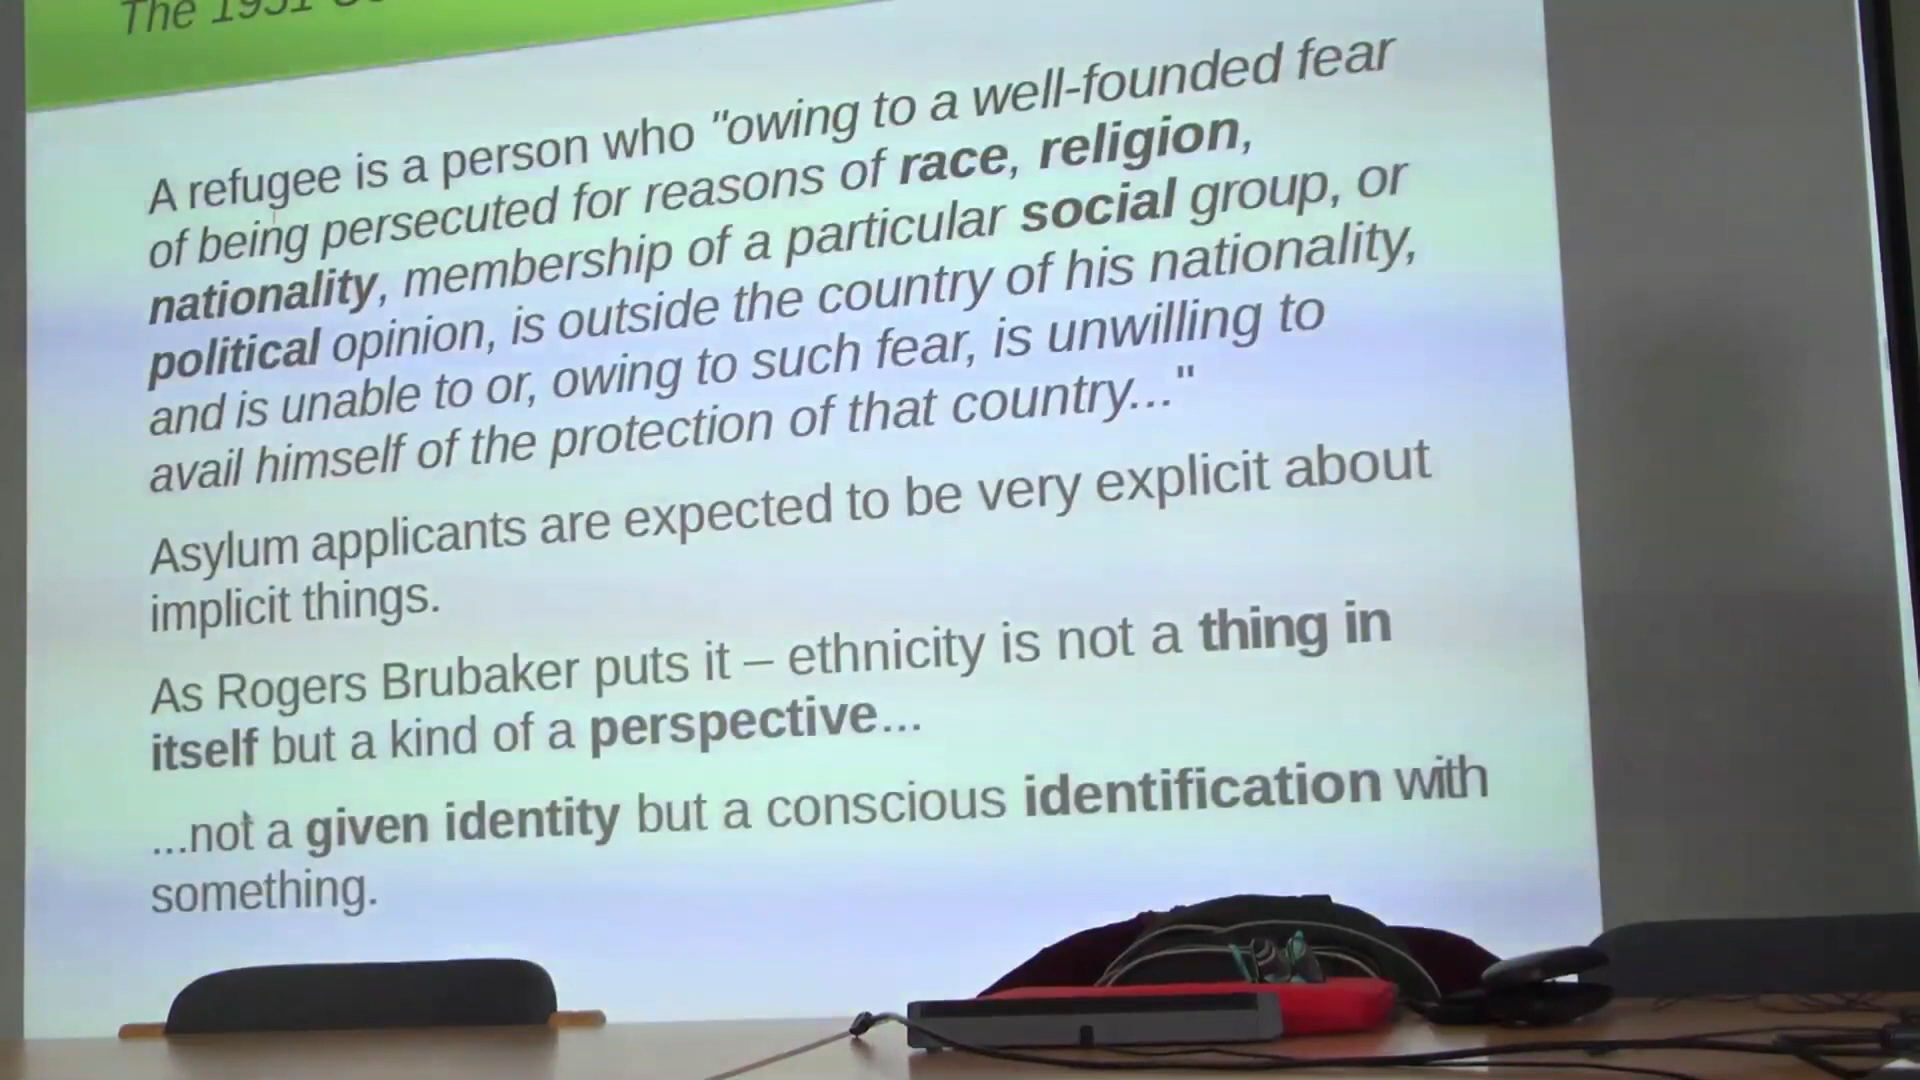 The 1951
A refugee is a person who "owing to a well-founded fear
of being persecuted for reasons of race, religion,
nationality, membership of a particular social group, or
political opinion, is outside the country of his nationality,
and is unable to or, owing to such fear, is unwilling to
avail himself of the protection of that country..."
Asylum applicants are expected to be very explicit about
implicit things.
As Rogers Brubaker puts it – ethnicity is not a thing in
itself but a kind of a perspective...
...not a given identity but a conscious identification with
something.